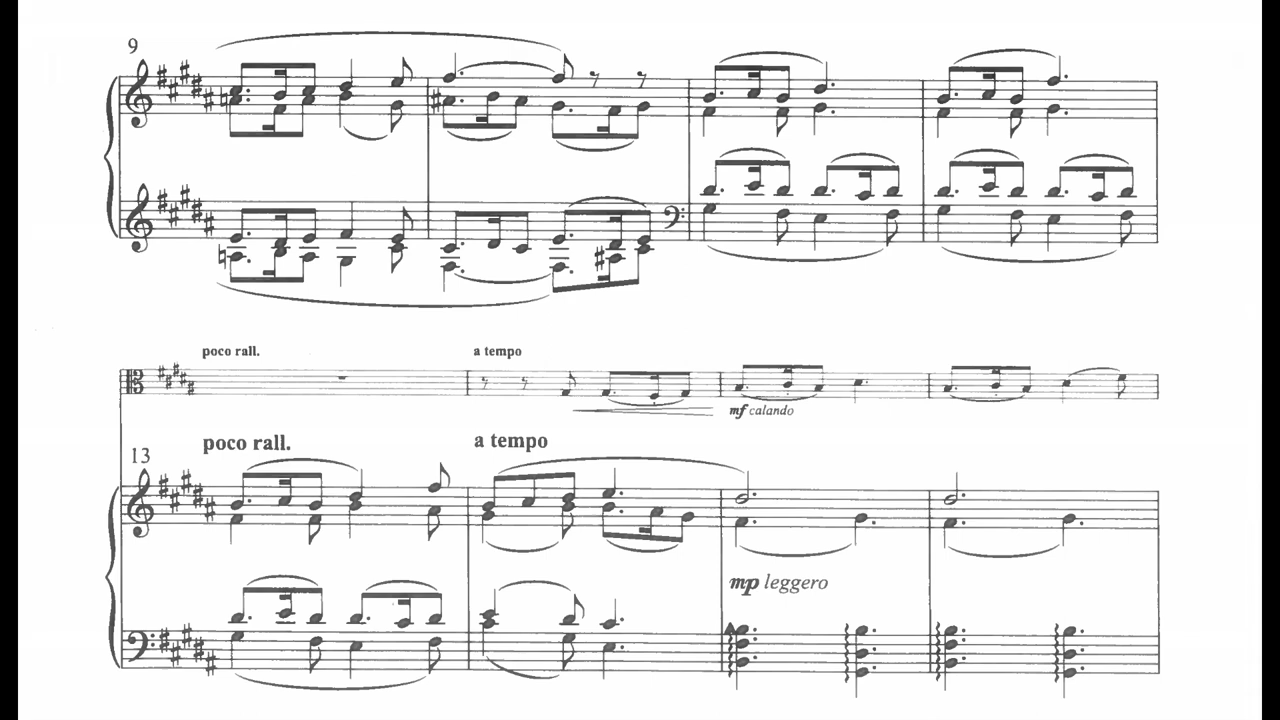 9
poco rall.
a tempo
mf calando
13
poco rall.
a tempo
mp leggero